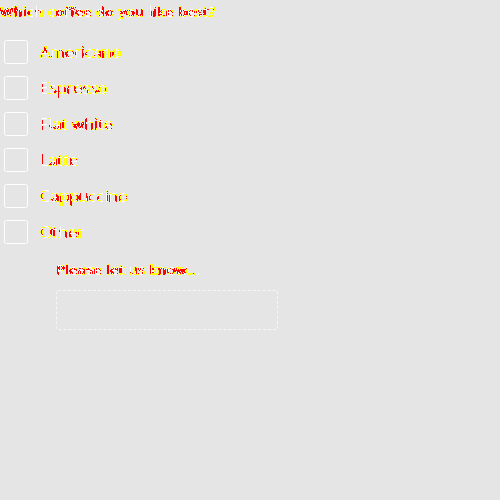 Which coffee do you like best?
Americano
Espresso
Flat white
Latte
Cappuccino
Other
Please let us know...